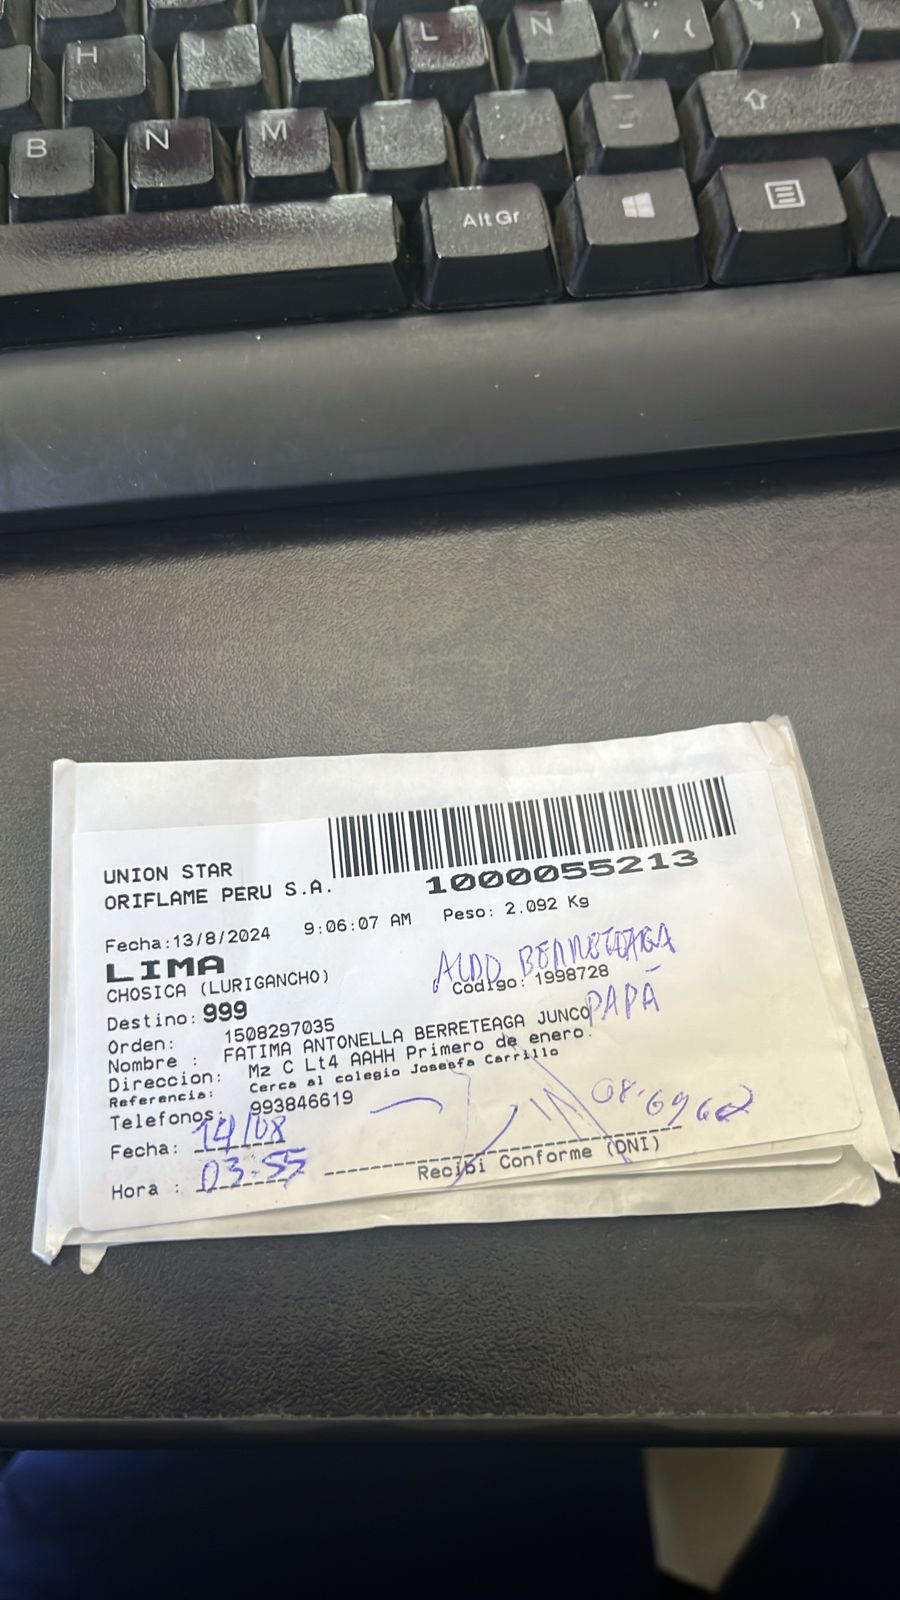 H J K L Ñ
B N M
Alt Gr
UNION STAR
ORIFLAME PERU S.A.
1000055213
Fecha:13/8/2024 9:06:07 AM Peso: 2.092 Kg
LIMA
CHOSICA (LURIGANCHO)
ALDO BERRETEAGA
Codigo: 1998728
PAPÁ
Destino: 999
Orden: 1508297035
Nombre : FATIMA ANTONELLA BERRETEAGA JUNCO
Direccion: Mz C Lt4 AAHH Primero de enero.
Referencia: Cerca al colegio Joseafa Carrillo
Telefonos: 993846619
Fecha: 14/08
Hora : 03:55
Recibi Conforme (DNI)